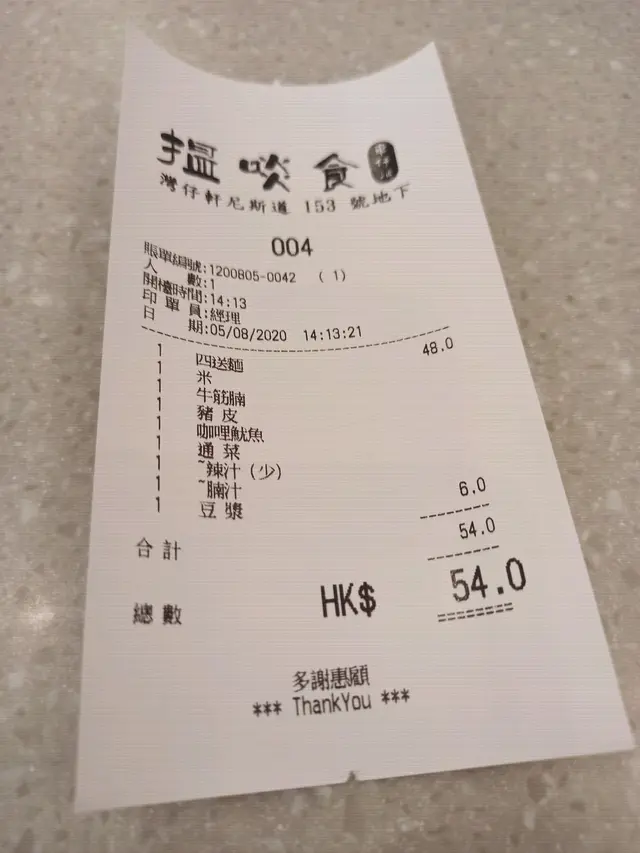 搵啖食
灣仔軒尼斯道 153 號地下
004
賬單編號:1200805-0042 (1)
人 數:1
開檯時間:14:13
印單員:經理
日 期:05/08/2020 14:13:21
1 四送麵 48.0
1 米
1 牛筋腩
1 豬皮
1 咖哩魷魚
1 通菜
1 ~辣汁(少)
1 ~腩汁
1 豆漿 6.0
合計 54.0
總數 HK$ 54.0
多謝惠顧
*** ThankYou ***